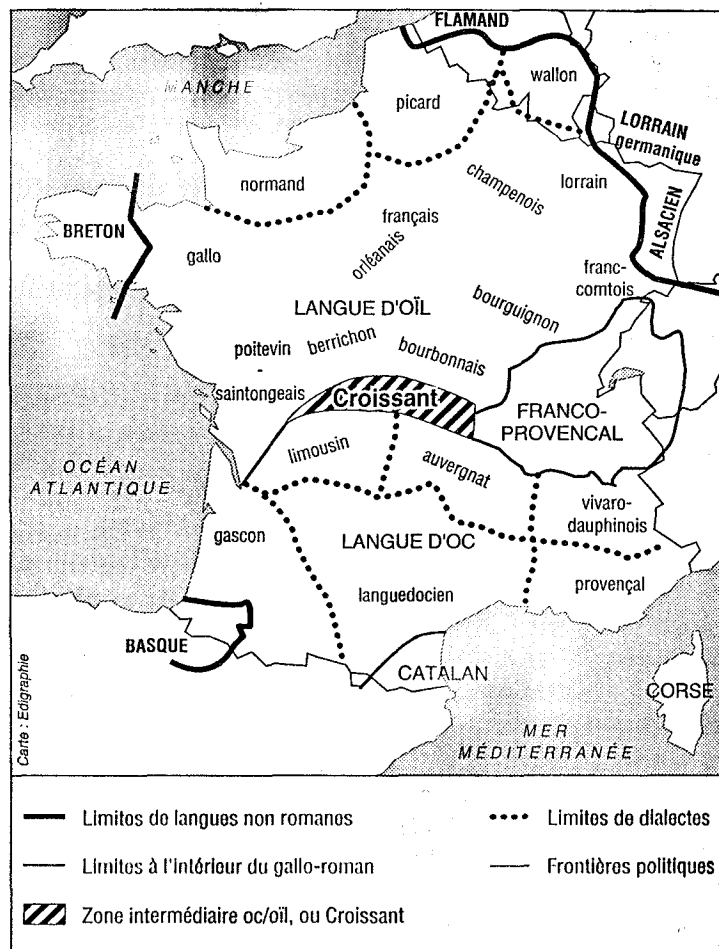 FLAMAND
MANCHE
wallon
picard
LORRAIN
germanique
normand
champenois
lorrain
français
ALSACIEN
BRETON
gallo
orléanais
franc-
comtois
LANGUE D'OÏL
bourguignon
poitevin
-
saintongeais
berrichon
bourbonnais
Croissant
FRANCO-
PROVENÇAL
limousin
auvergnat
OCÉAN
ATLANTIQUE
vivaro-
dauphinois
gascon
LANGUE D'OC
languedocien
provençal
BASQUE
CATALAN
CORSE
MER
MÉDITERRANÉE
Carte : Edigraphie
Limites de langues non romanes
Limites de dialectes
Limites à l'intérieur du gallo-roman
Frontières politiques
Zone intermédiaire oc/oïl, ou Croissant